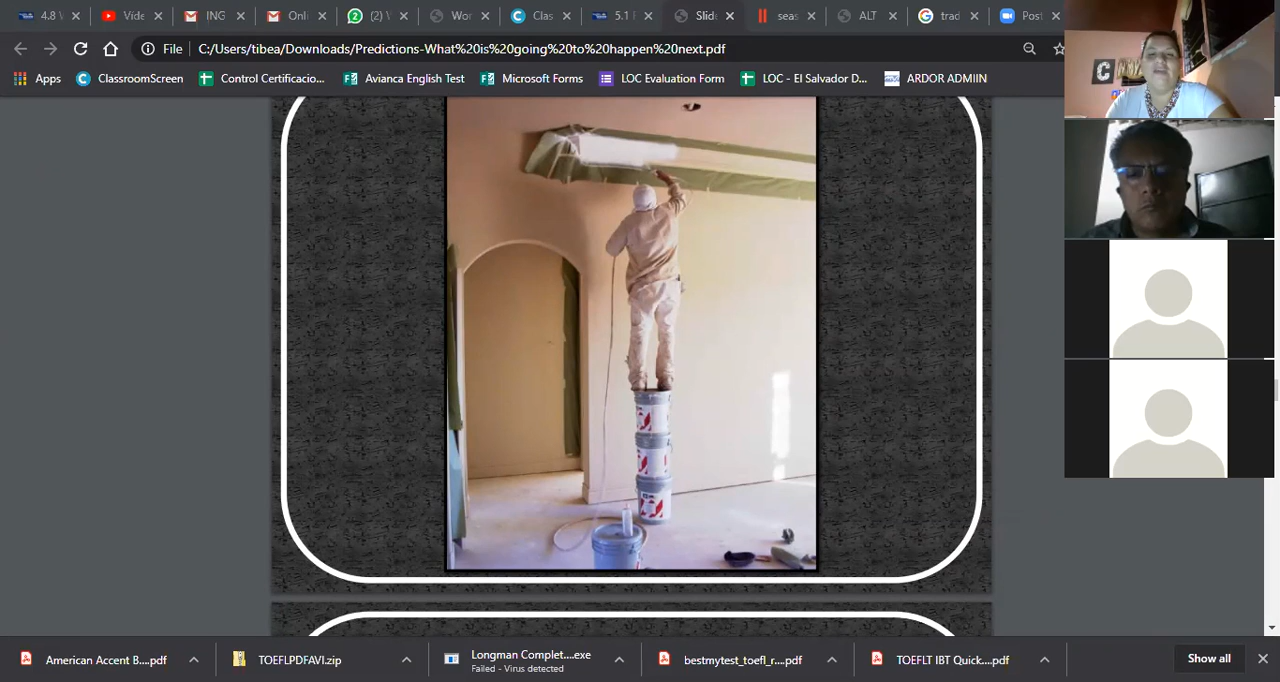 4.8 W
Vide
ING
Onli
(2) V
Wor
Clas
5.1 F
Slide
seas
ALT
trad
Post
File
C:/Users/tibea/Downloads/Predictions-What%20is%20going%20to%20happen%20next.pdf
Apps
ClassroomScreen
Control Certificacio...
Avianca English Test
Microsoft Forms
LOC Evaluation Form
LOC - El Salvador D...
ARDOR ADMIIN
C
American Accent B....pdf
TOEFLPDFAVI.zip
Longman Complet....exe
Failed - Virus detected
bestmytest_toefl_r....pdf
TOEFLT IBT Quick....pdf
Show all